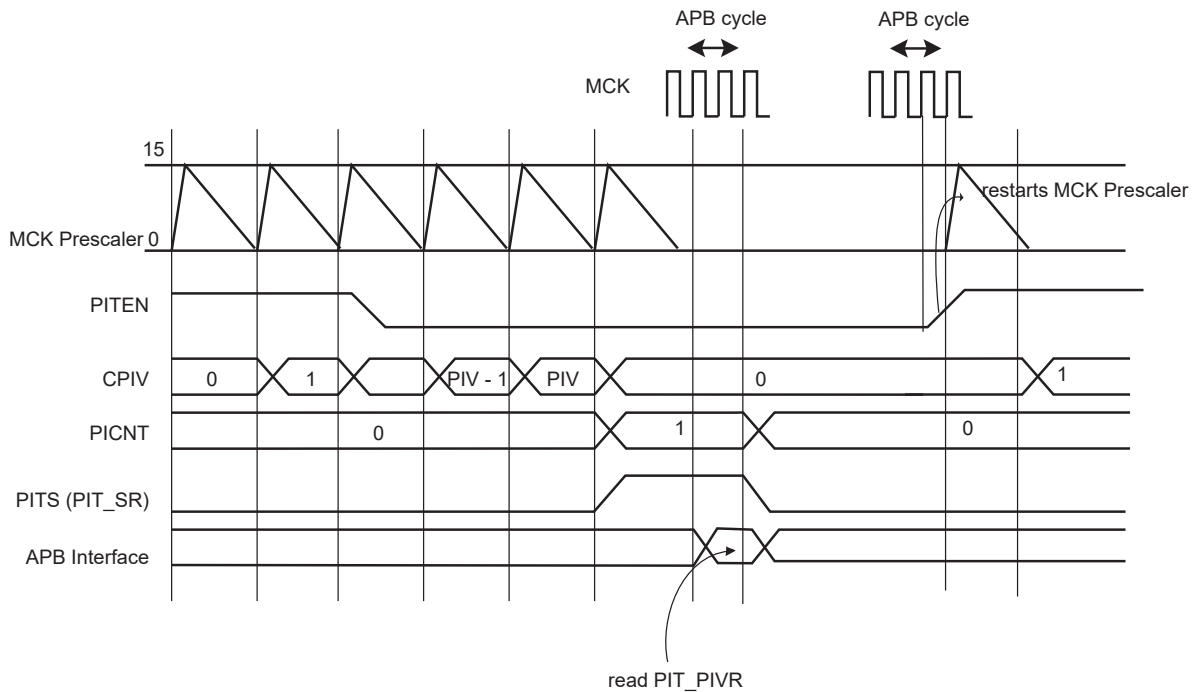 APB cycle APB cycle
MCK
15
restarts MCK Prescaler
MCK Prescaler 0
PITEN
CPIV 0 1 PIV - 1 PIV 0 1
PICNT 0 1 0
PITS (PIT_SR)
APB Interface
read PIT_PIVR